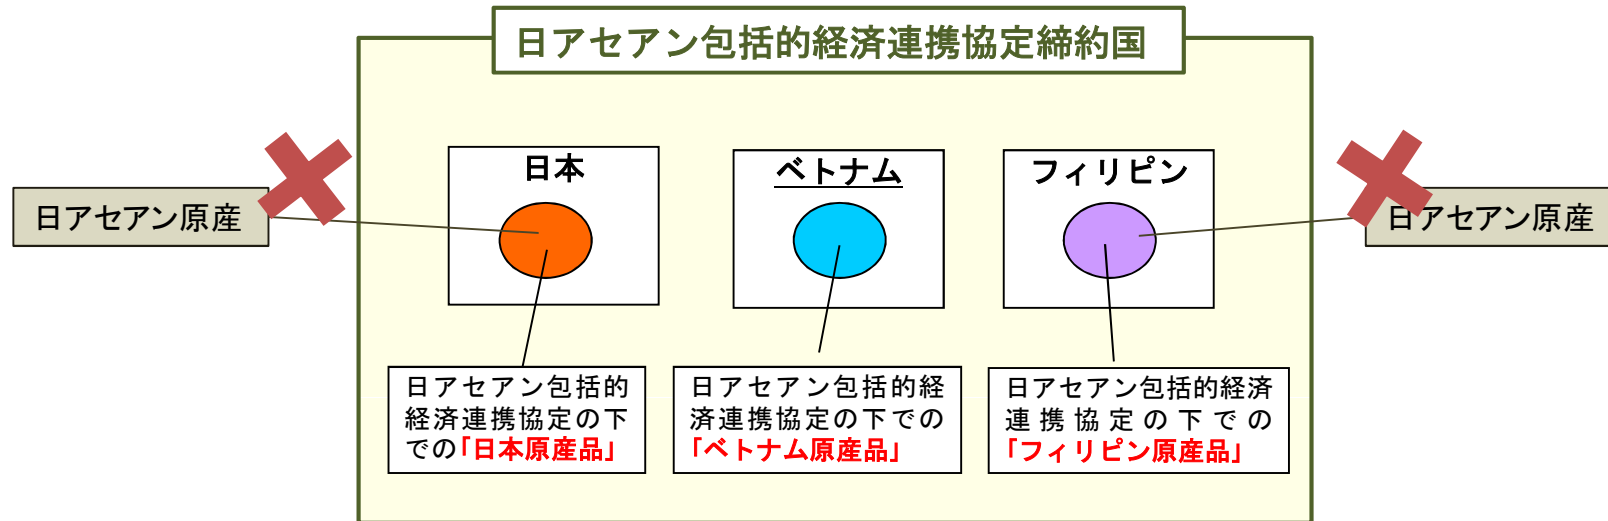 日アセアン包括的経済連携協定締約国
日本
ベトナム
フィリピン
日アセアン原産
日アセアン原産
日アセアン包括的
経済連携協定の下
での「日本原産品」
日アセアン包括的経
済連携協定の下での
「ベトナム原産品」
日アセアン包括的経済
連携協定の下での
「フィリピン原産品」